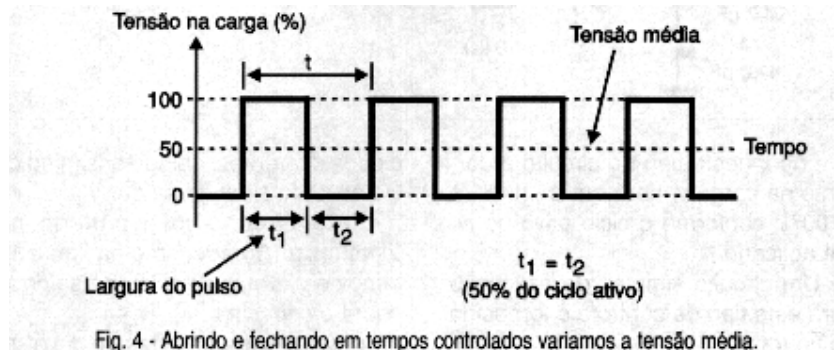 Tensão na carga (%)
Tensão média
t
100
50
Tempo
0
t1
t2
Largura do pulso
t1 = t2
(50% do ciclo ativo)
Fig. 4 - Abrindo e fechando em tempos controlados variamos a tensão média.